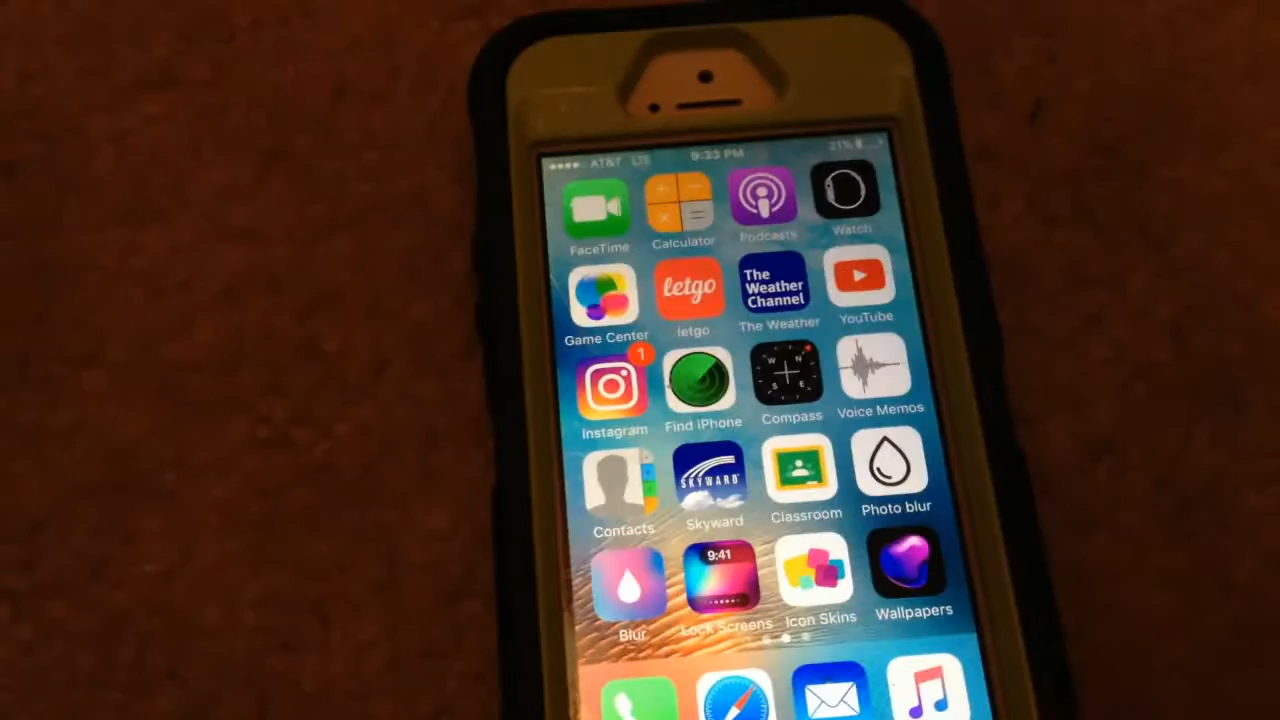 AT&T LTE 9:33 PM 21%
FaceTime Calculator Podcasts Watch
letgo
The
Weather
Channel
Game Center letgo The Weather YouTube
1
W N
S E
Instagram Find iPhone Compass Voice Memos
SKYWARD
Contacts Skyward Classroom Photo blur
9:41
Blur Lock Screens Icon Skins Wallpapers